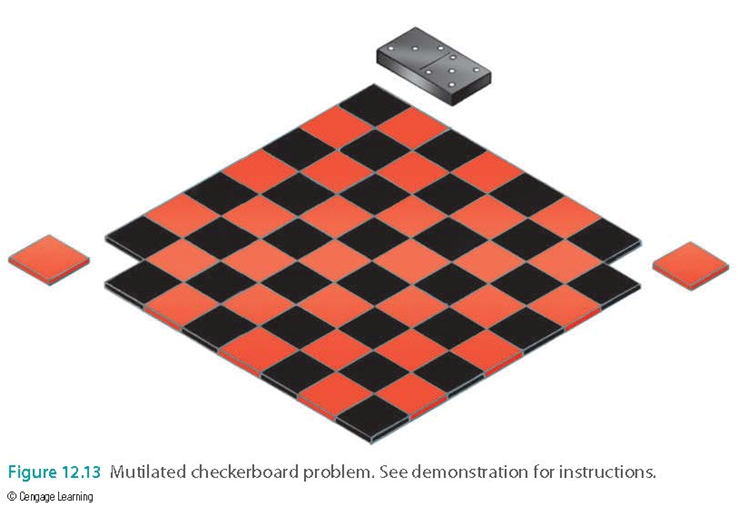 Figure 12.13 Mutilated checkerboard problem. See demonstration for instructions.
© Cengage Learning